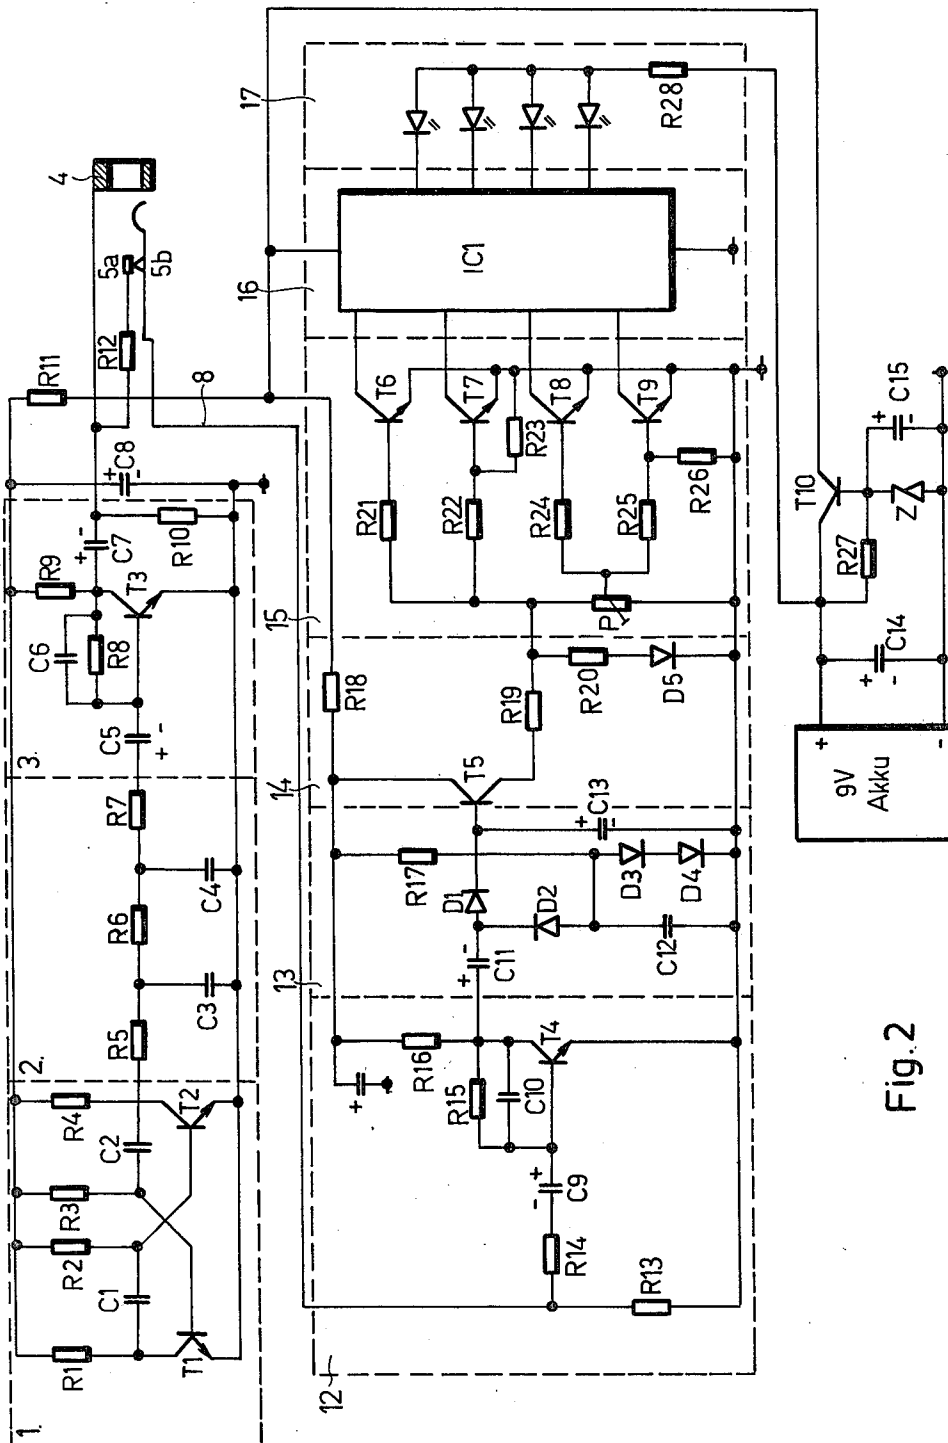 1.
2.
3.
R1
R2
R3
R4
C1
C2
T1
T2
R5
R6
R7
C3
C4
C5
+ -
C6
R8
R9
T3
C7
+ -
R10
C8
+ -
R11
R12
5a
5b
4
8
12
13
14
15
16
17
R13
R14
C9
- +
R15
C10
R16
T4
+
C11
+ -
R17
D1
D2
C12
D3
D4
C13
+ -
R18
T5
R19
R20
D5
P
R21
R22
R23
R24
R25
R26
T6
T7
T8
T9
IC1
R28
9V
Akku
+
-
C14
+ -
R27
T10
Z
C15
+ -
Fig.2